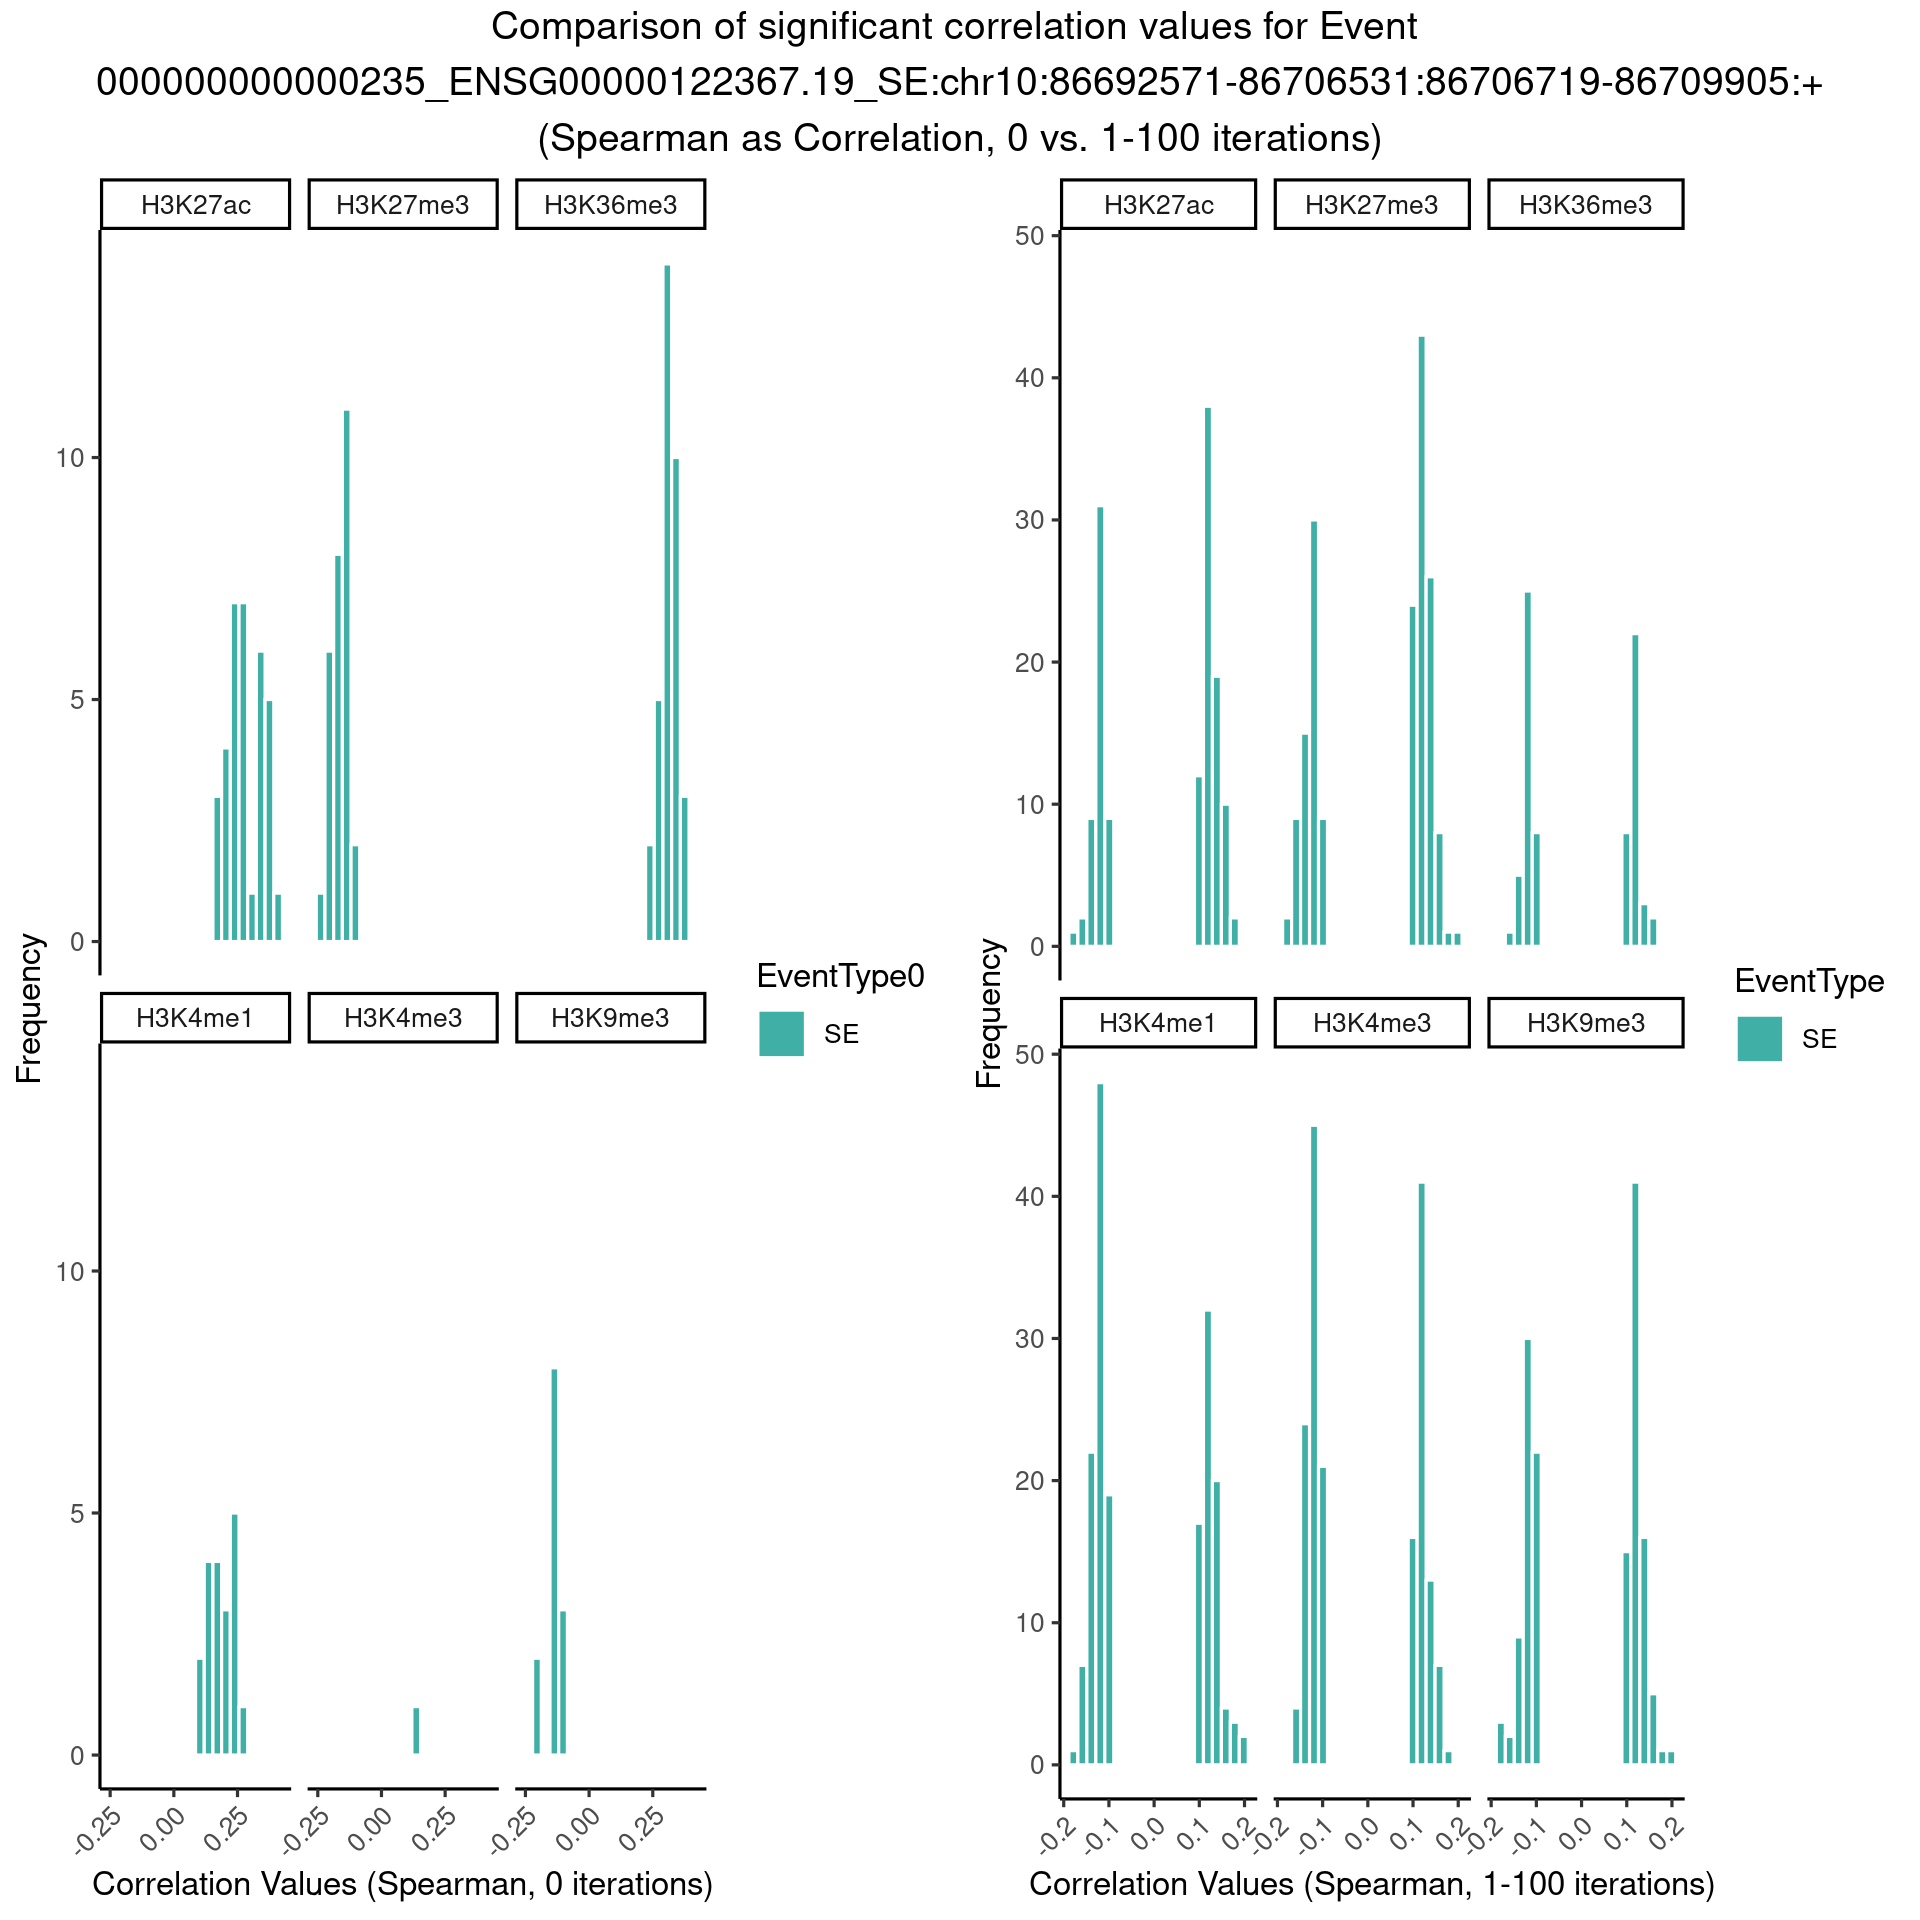 Comparison of significant correlation values for Event
000000000000235_ENSG00000122367.19_SE:chr10:86692571-86706531:86706719-86709905:+
(Spearman as Correlation, 0 vs. 1-100 iterations)
H3K27ac H3K27me3 H3K36me3
10
5
0
H3K4me1 H3K4me3 H3K9me3
10
5
0
-0.25 0.00 0.25 -0.25 0.00 0.25 -0.25 0.00 0.25
Correlation Values (Spearman, 0 iterations)
Frequency
EventType0
SE
H3K27ac H3K27me3 H3K36me3
50
40
30
20
10
0
H3K4me1 H3K4me3 H3K9me3
50
40
30
20
10
0
-0.2 -0.1 0.0 0.1 0.2 -0.2 -0.1 0.0 0.1 0.2 -0.2 -0.1 0.0 0.1 0.2
Correlation Values (Spearman, 1-100 iterations)
Frequency
EventType
SE